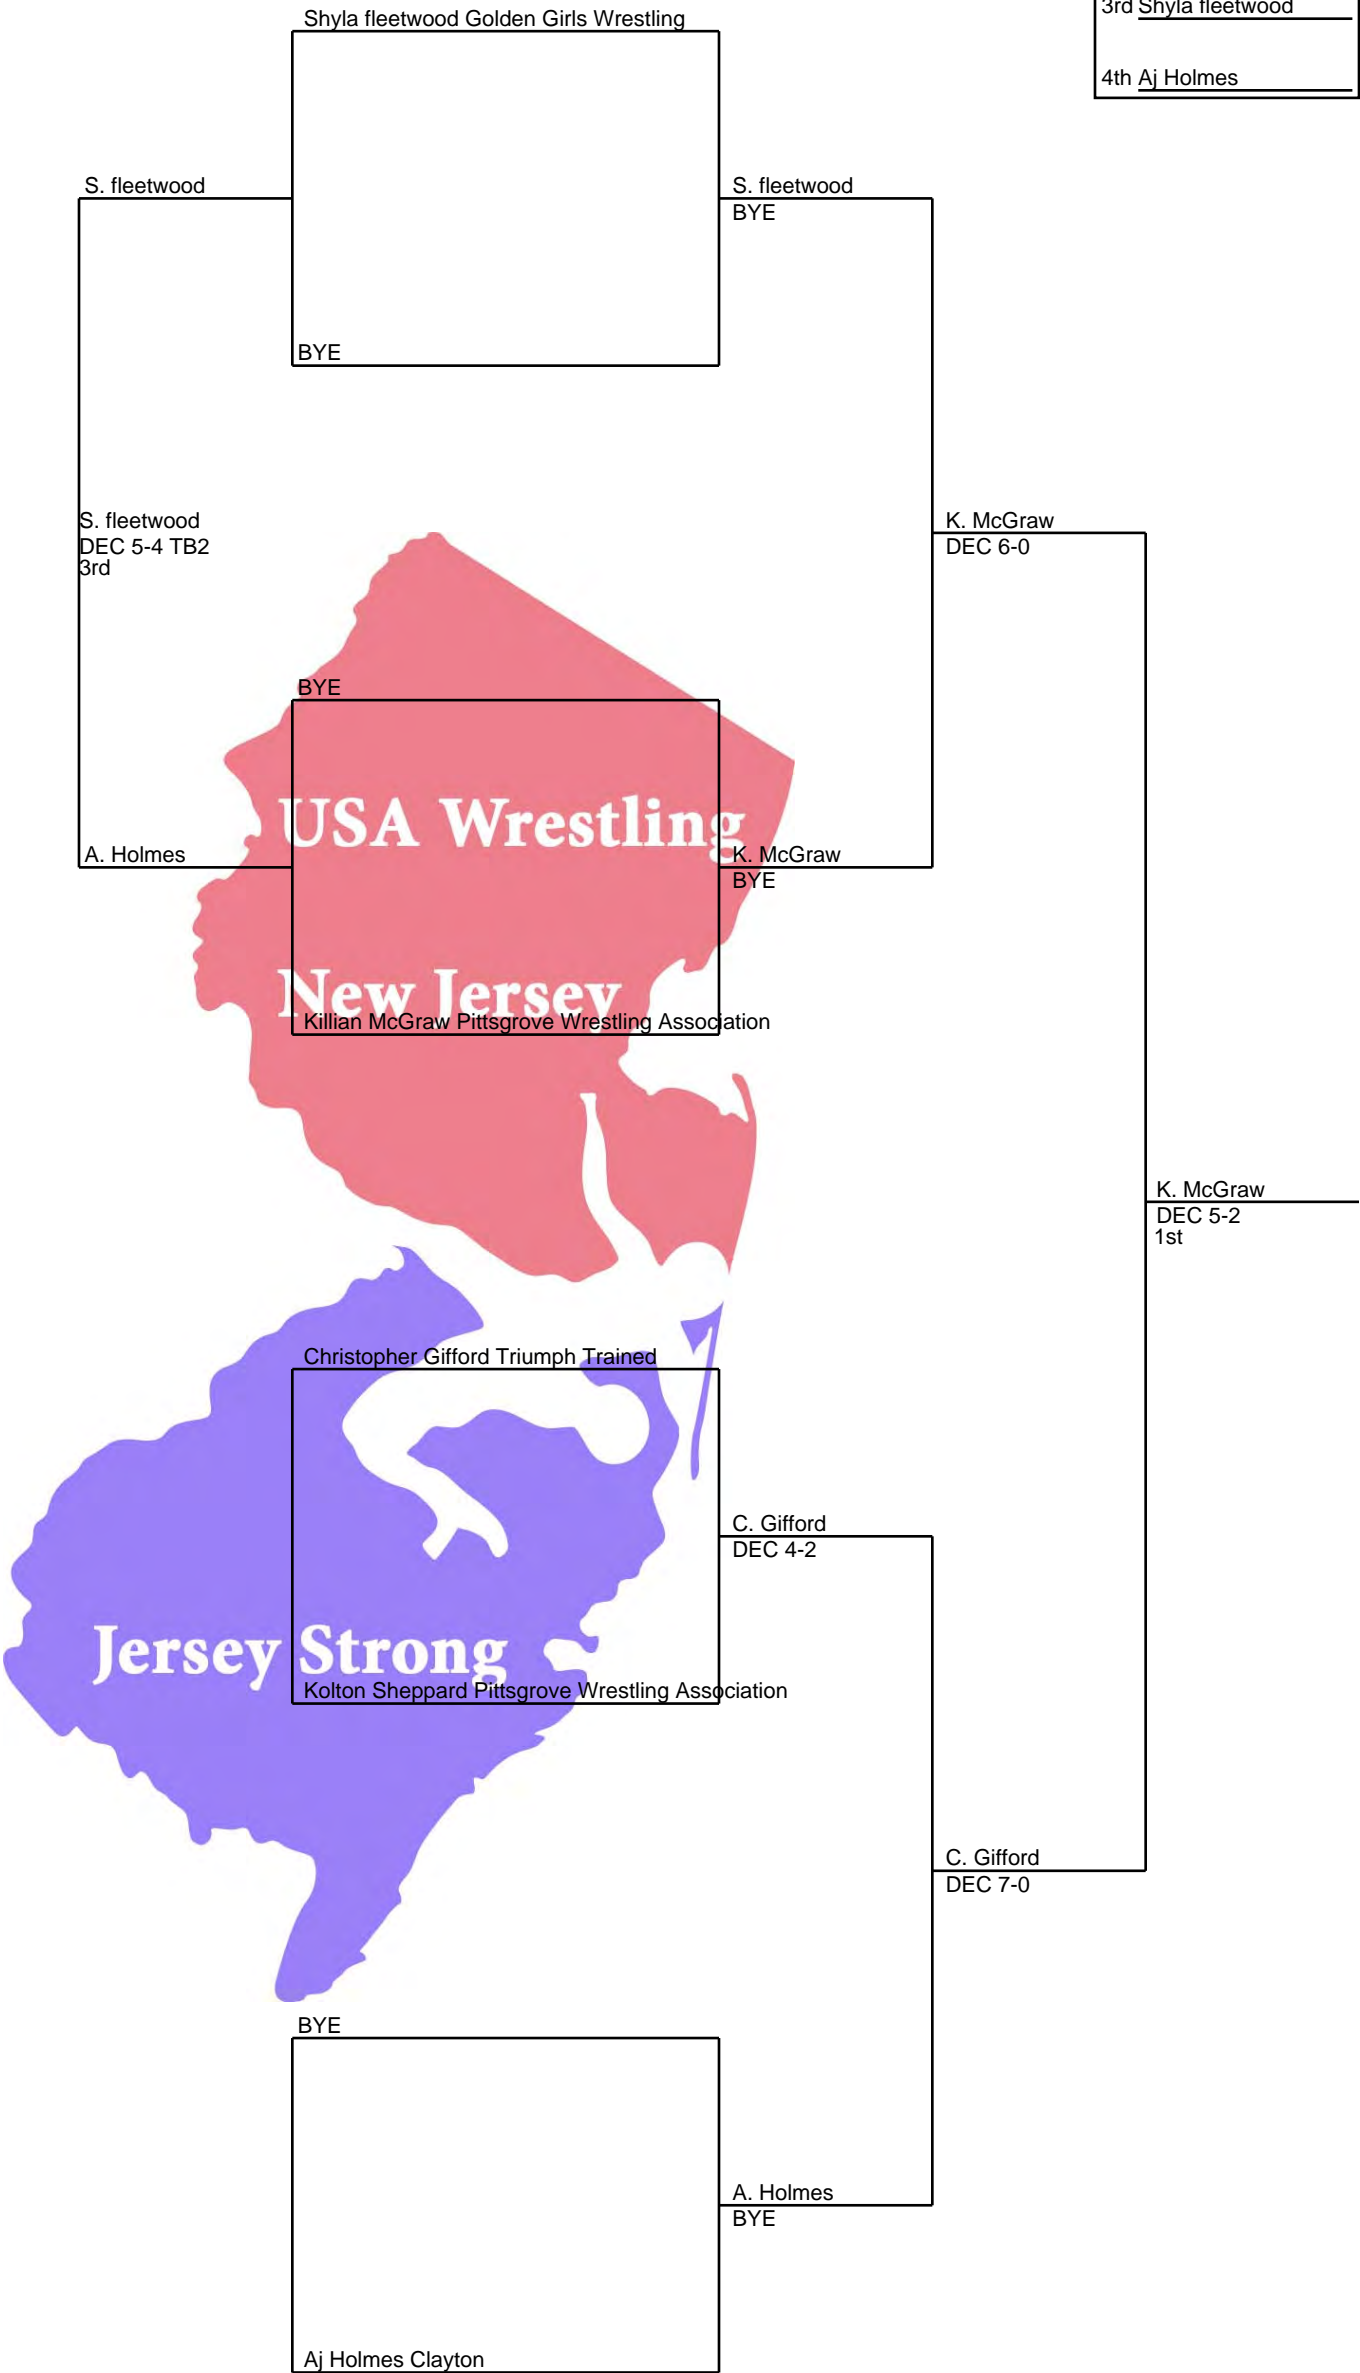 3rd Shyla fleetwood
4th Aj Holmes
Shyla fleetwood Golden Girls Wrestling
S. fleetwood
S. fleetwood
BYE
BYE
S. fleetwood
DEC 5-4 TB2
3rd
K. McGraw
DEC 6-0
BYE
USA Wrestling
A. Holmes
K. McGraw
BYE
New Jersey
Killian McGraw Pittsgrove Wrestling Association
K. McGraw
DEC 5-2
1st
Christopher Gifford Triumph Trained
C. Gifford
DEC 4-2
Jersey Strong
Kolton Sheppard Pittsgrove Wrestling Association
C. Gifford
DEC 7-0
BYE
A. Holmes
BYE
Aj Holmes Clayton